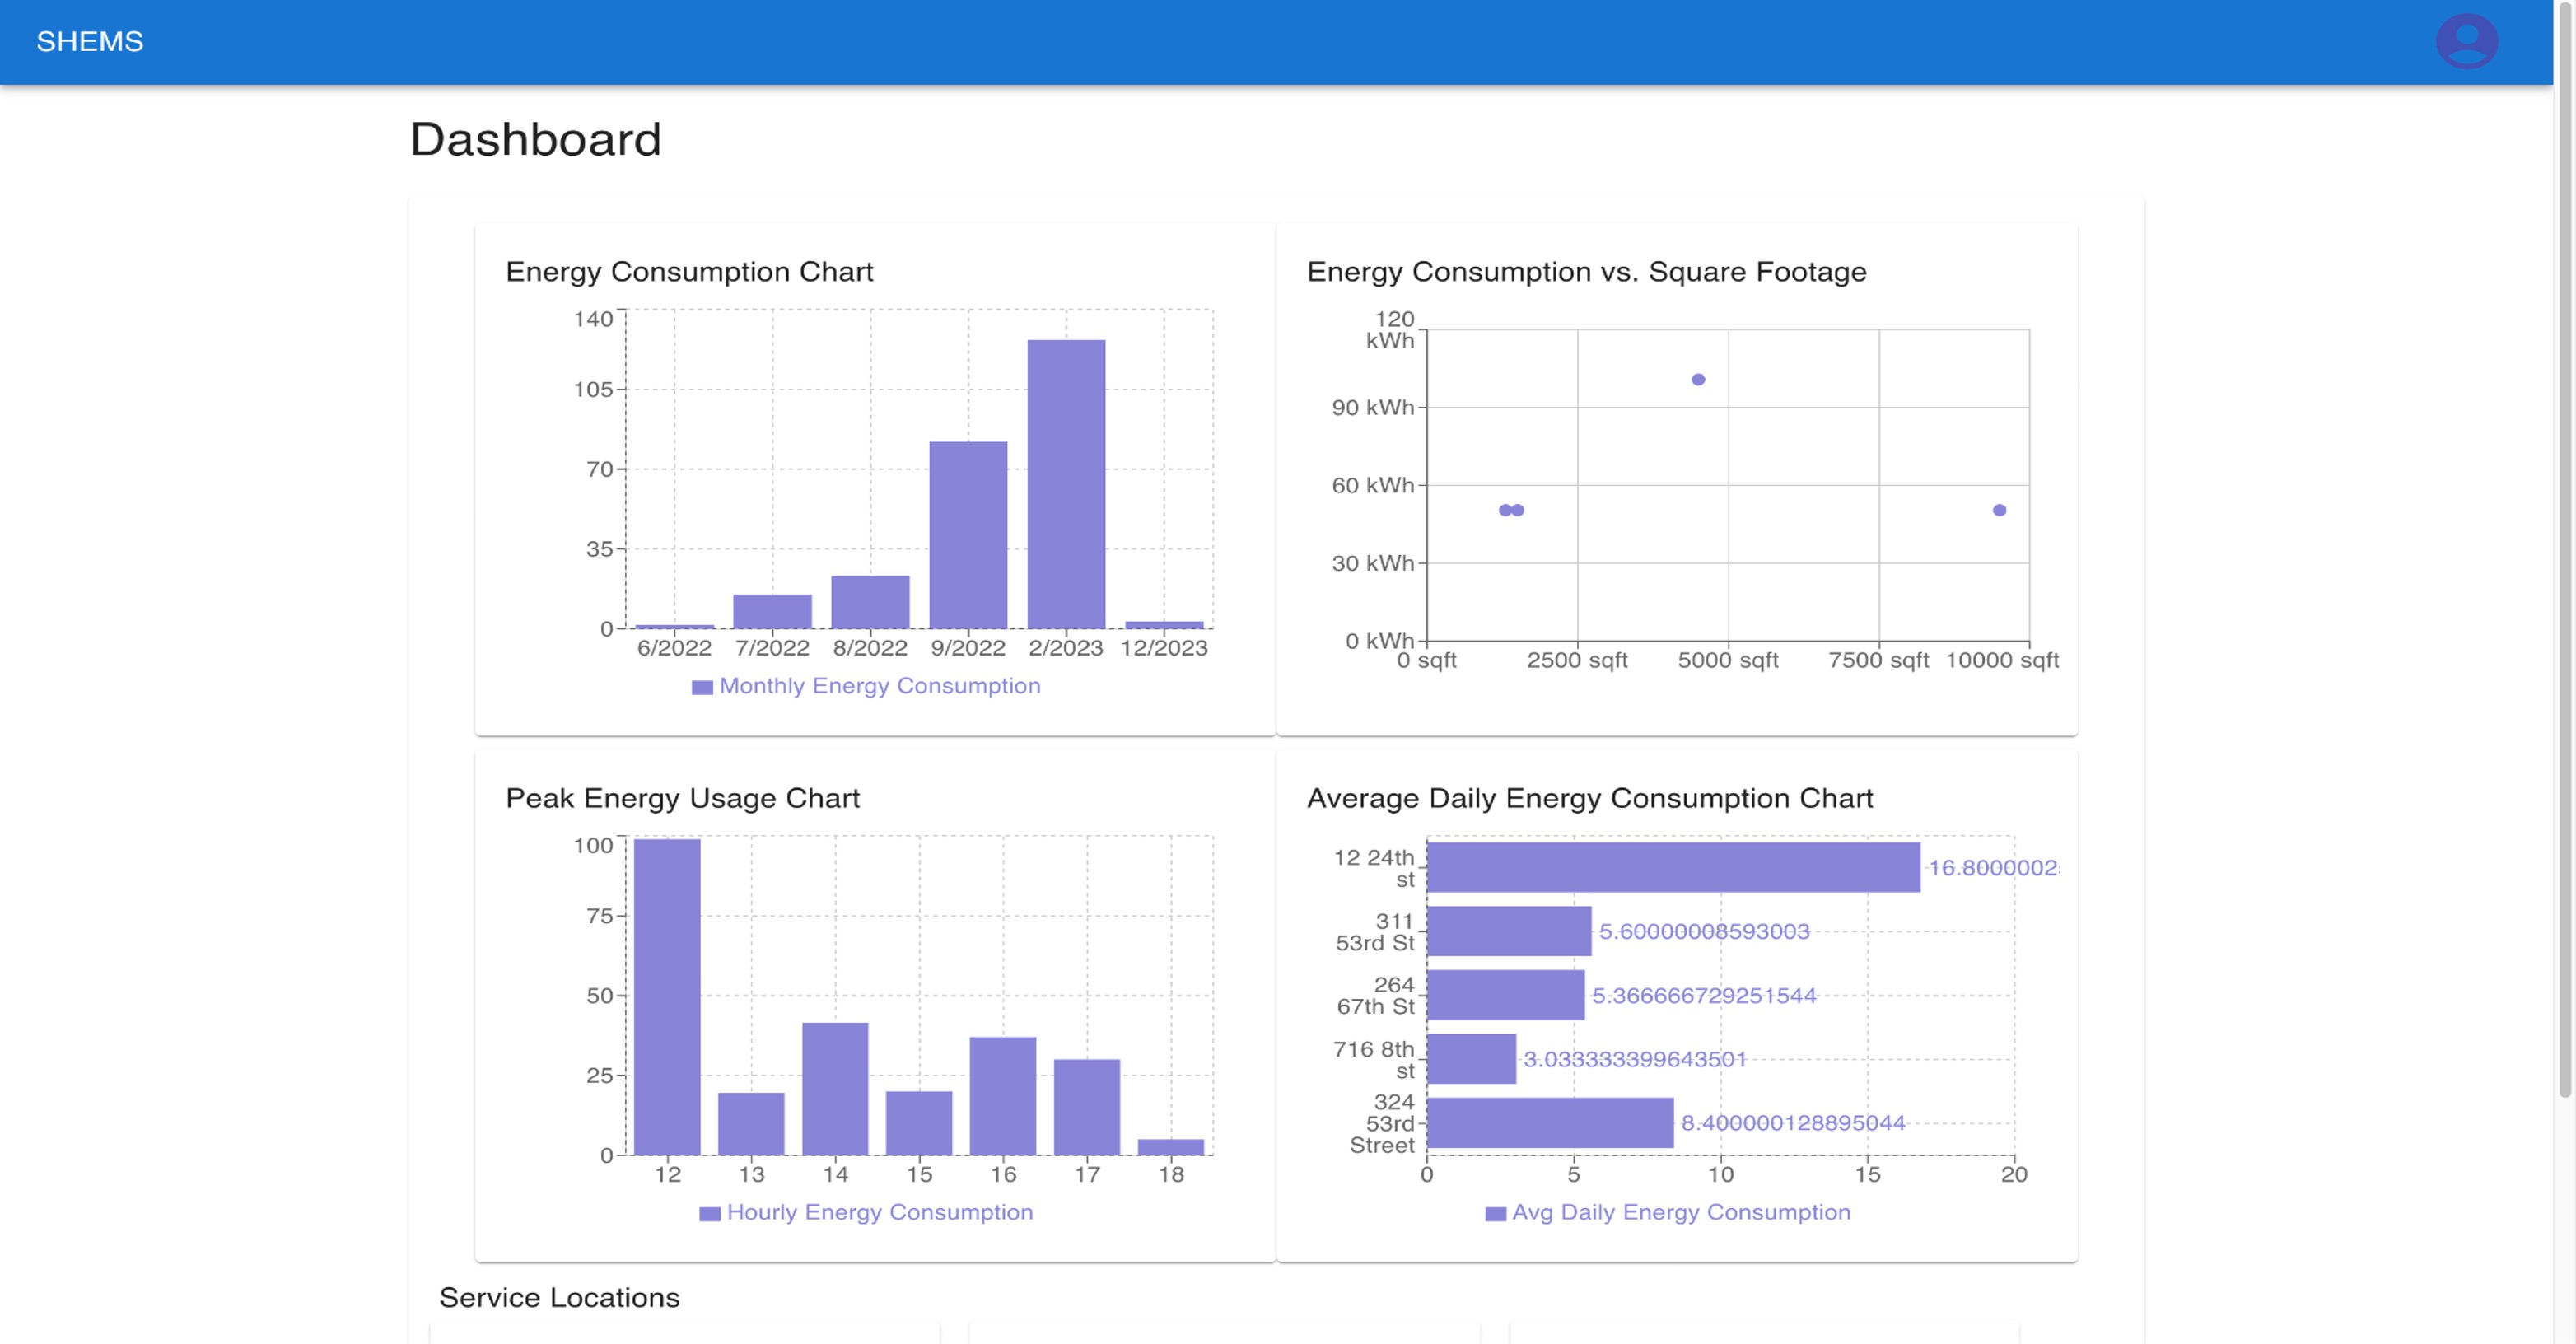 SHEMS
Dashboard
Energy Consumption Chart
140
105
70
35
0
6/2022 7/2022 8/2022 9/2022 2/2023 12/2023
Monthly Energy Consumption
Energy Consumption vs. Square Footage
120
kWh
90 kWh
60 kWh
30 kWh
0 kWh
0 sqft 2500 sqft 5000 sqft 7500 sqft 10000 sqft
Peak Energy Usage Chart
100
75
50
25
0
12 13 14 15 16 17 18
Hourly Energy Consumption
Average Daily Energy Consumption Chart
12 24th
st
16.8000002
311
53rd St
5.60000008593003
264
67th St
5.366666729251544
716 8th
st
3.033333399643501
324
53rd
Street
8.400000128895044
0 5 10 15 20
Avg Daily Energy Consumption
Service Locations